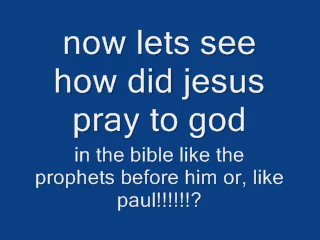 now lets see
how did jesus
pray to god
in the bible like the
prophets before him or, like
paul!!!!!!?